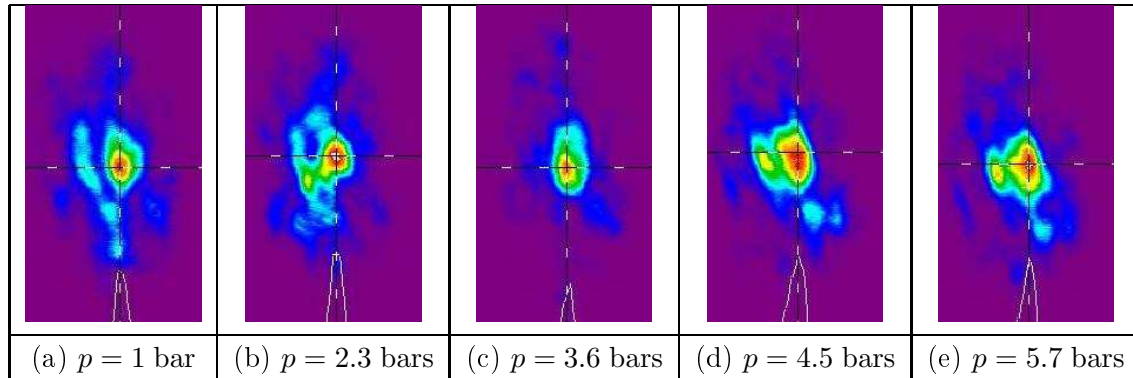 (a) p = 1 bar (b) p = 2.3 bars (c) p = 3.6 bars (d) p = 4.5 bars (e) p = 5.7 bars